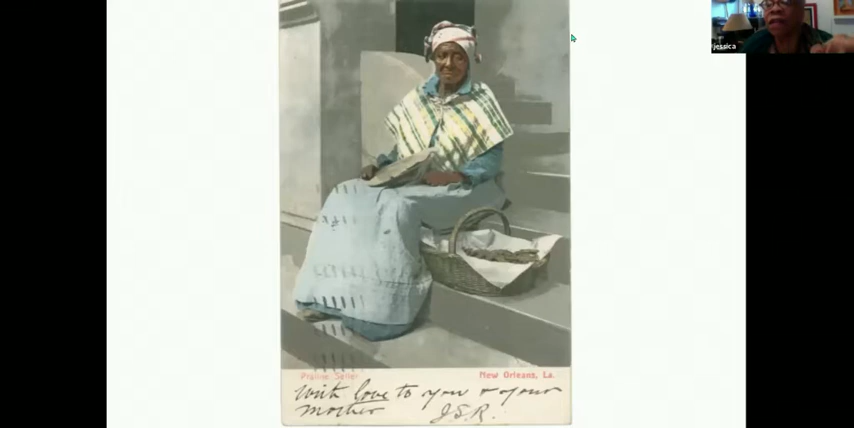 jessica
Praline Seller
New Orleans, La.
With love to you & your
mother J.S.R.